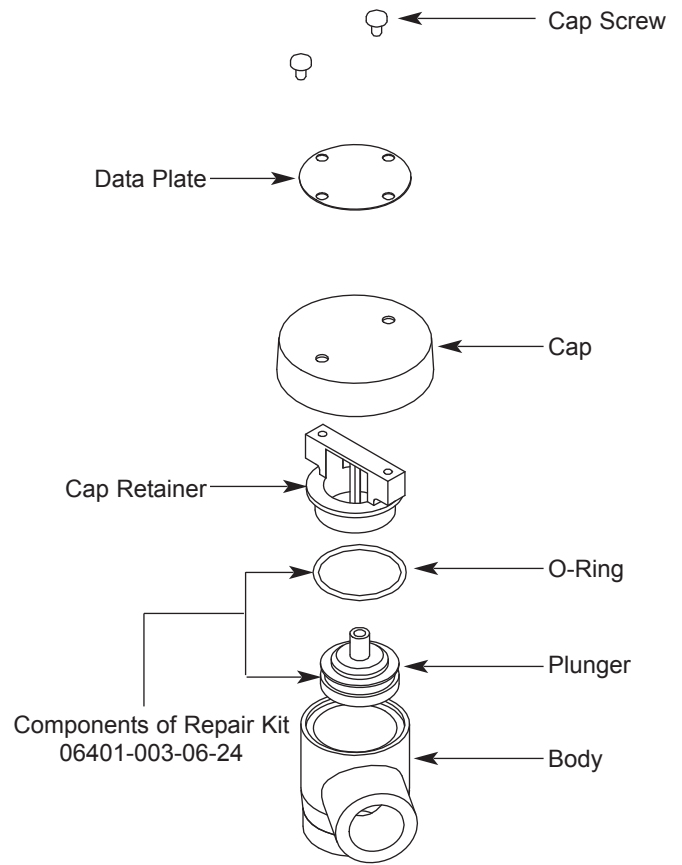 Cap Screw
Data Plate
Cap
Cap Retainer
O-Ring
Plunger
Components of Repair Kit
06401-003-06-24
Body